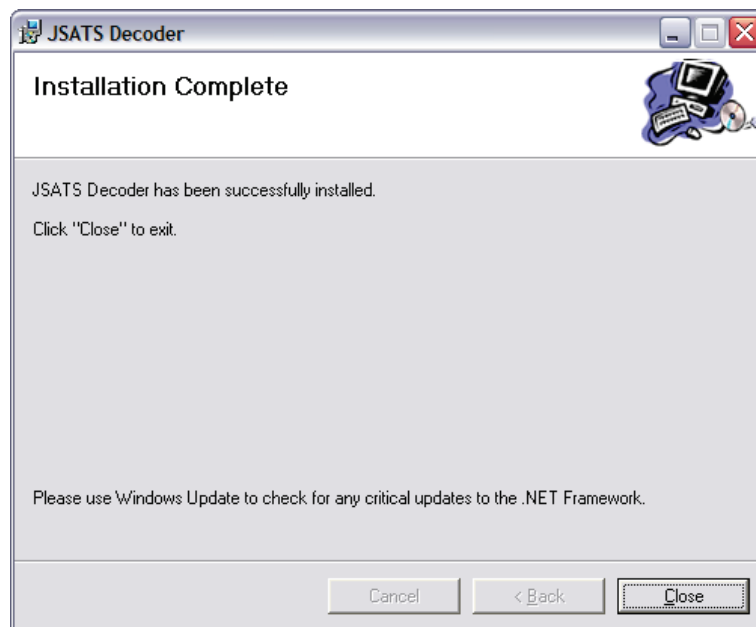 JSATS Decoder
Installation Complete
JSATS Decoder has been successfully installed.
Click "Close" to exit.
Please use Windows Update to check for any critical updates to the .NET Framework.
Cancel
< Back
Close